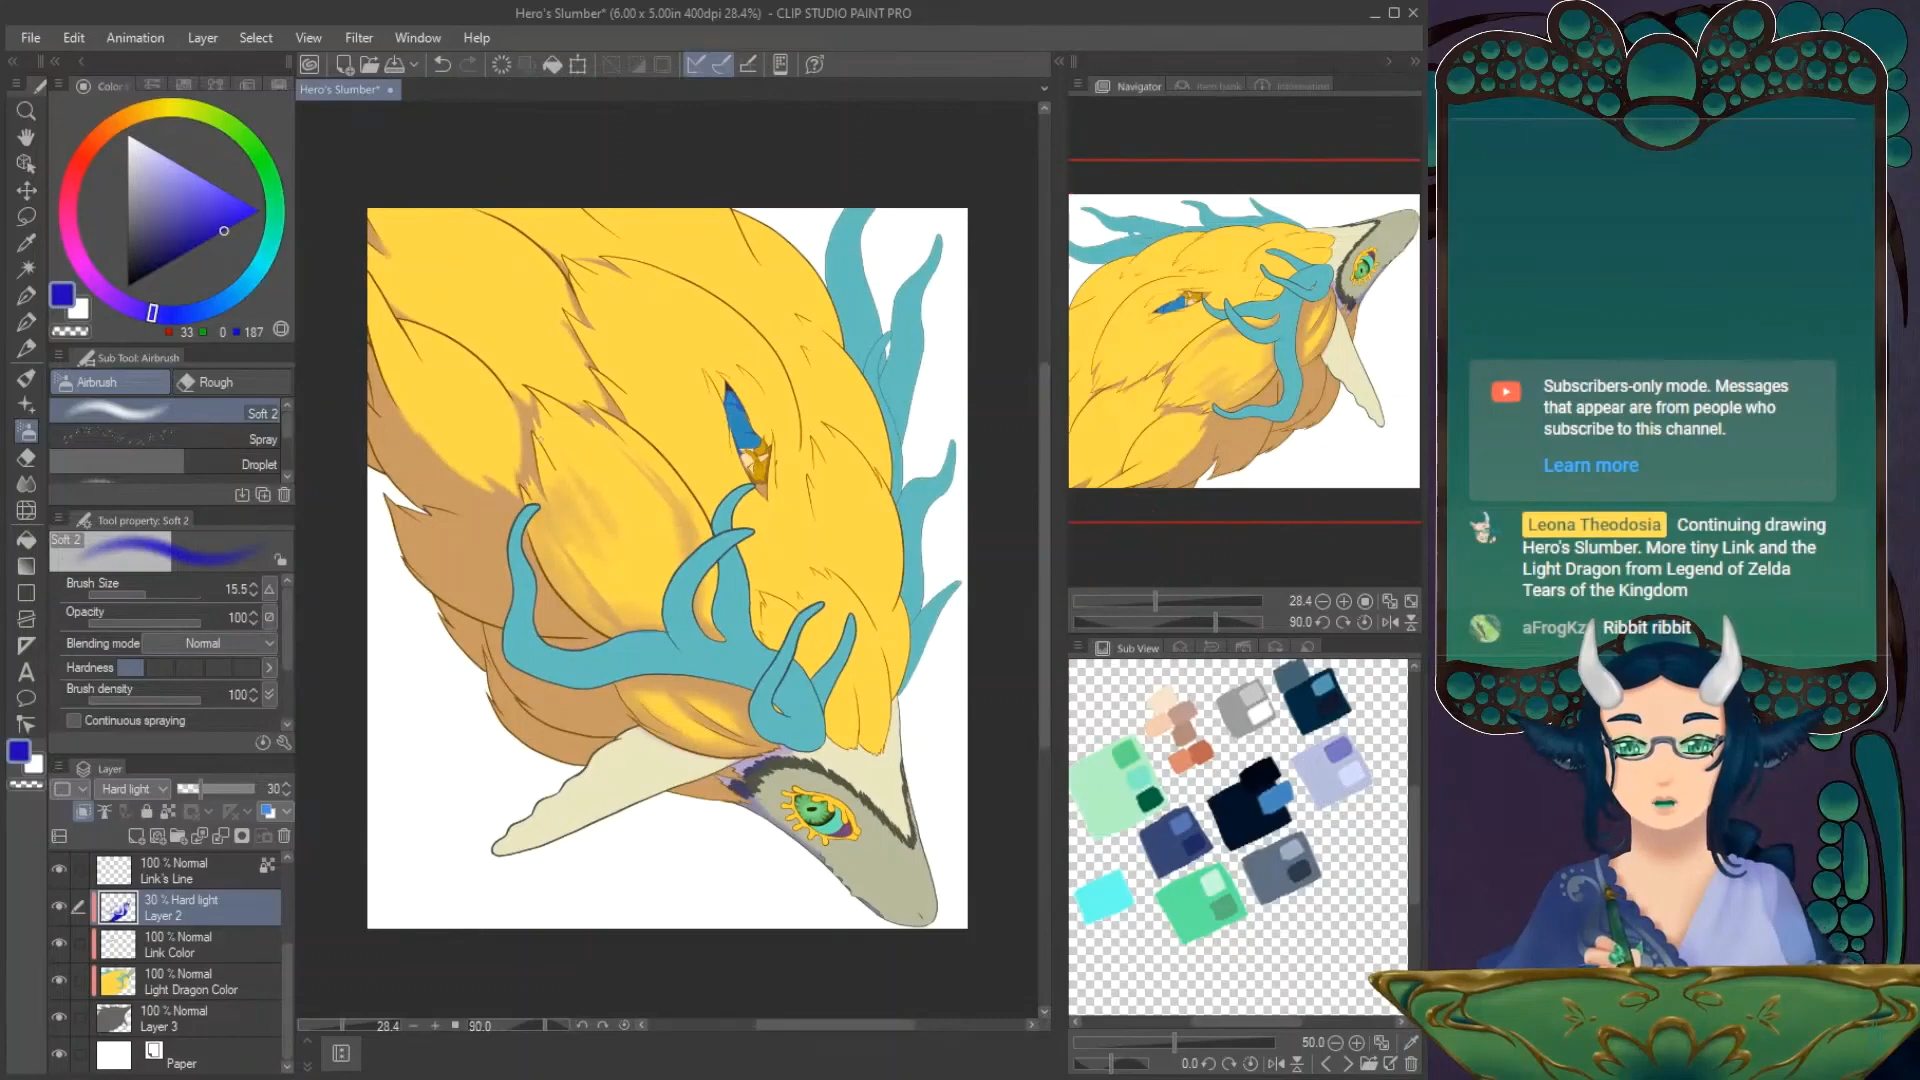 Hero's Slumber* (6.00 x 5.00in 400dpi 28.4%) - CLIP STUDIO PAINT PRO
File Edit Animation Layer Select View Filter Window Help
Color
Hero's Slumber*
Navigator Item bank Information
33 0 187
Sub Tool: Airbrush
Airbrush Rough
Soft 2
Spray
Droplet
Tool property: Soft 2
Soft 2
Brush Size 15.5
Opacity 100
Blending mode Normal
Hardness
Brush density 100
Continuous spraying
Layer
Hard light 30
100 % Normal
Link's Line
30 % Hard light
Layer 2
100 % Normal
Link Color
100 % Normal
Light Dragon Color
100 % Normal
Layer 3
Paper
28.4 90.0
28.4
90.0
Sub View
50.0
0.0
Subscribers-only mode. Messages
that appear are from people who
subscribe to this channel.
Learn more
Leona Theodosia Continuing drawing
Hero's Slumber. More tiny Link and the
Light Dragon from Legend of Zelda
Tears of the Kingdom
Ribbit ribbit